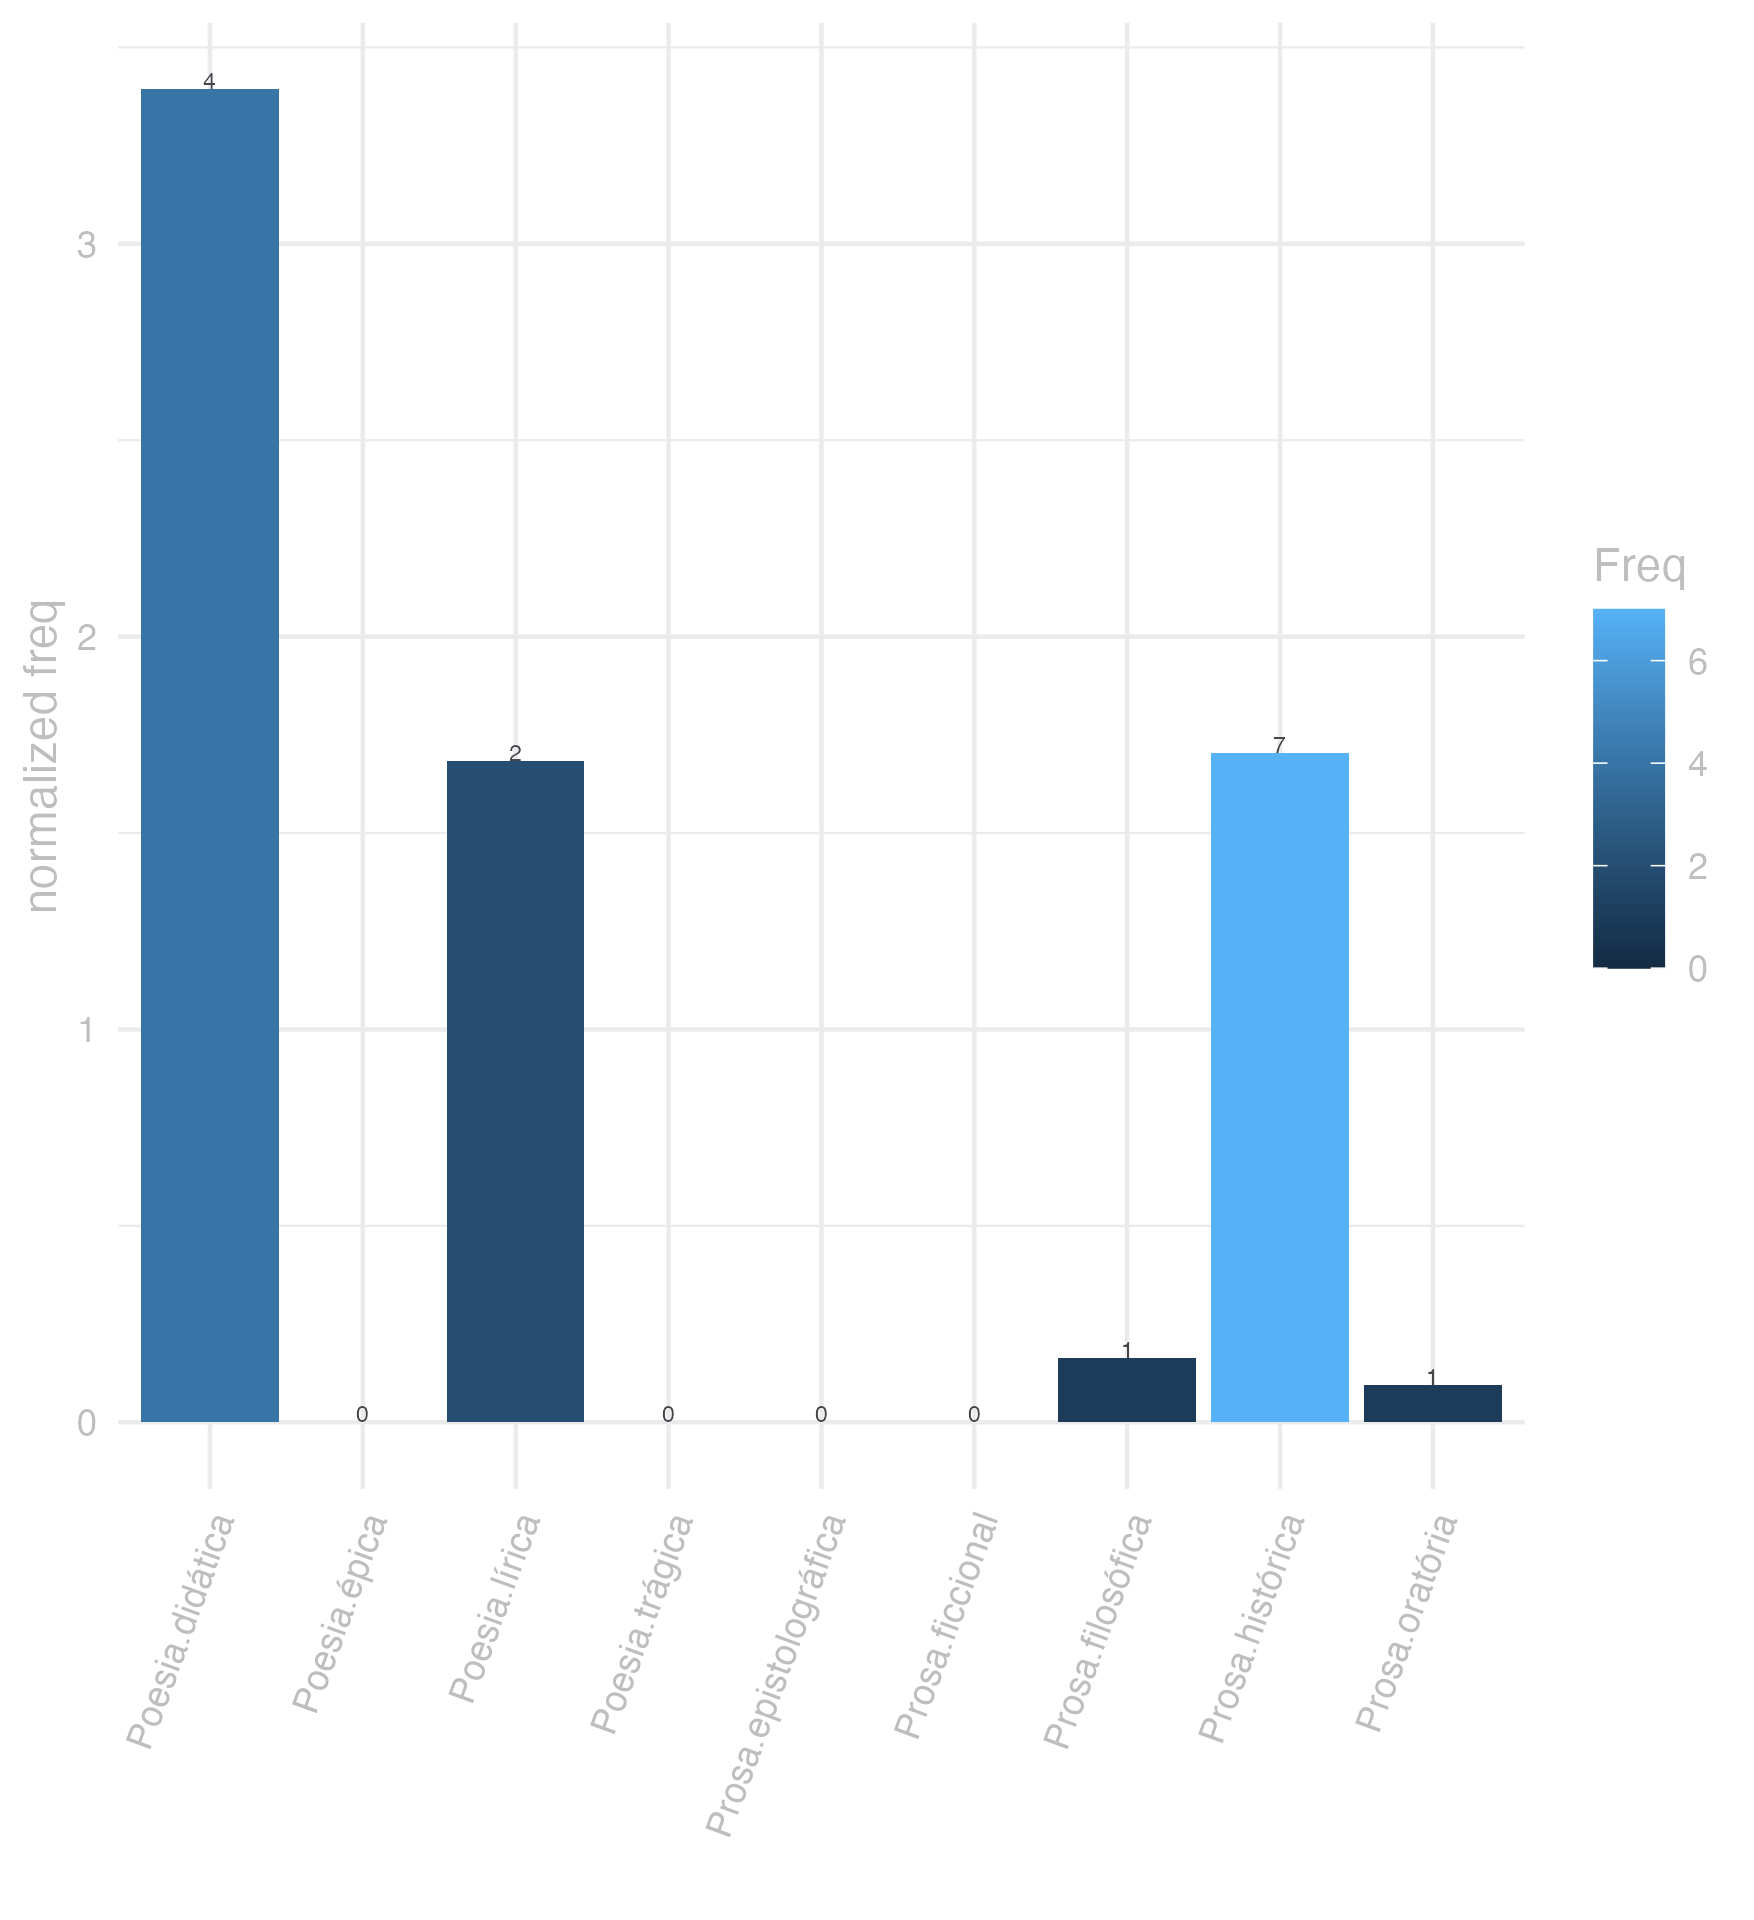 4
3
2
7
2
1
1
1
0
0
0
0
0
normalized freq
Freq
6
4
2
0
Poesia.didática
Poesia.épica
Poesia.lírica
Poesia.trágica
Prosa.epistolográfica
Prosa.ficcional
Prosa.filosófica
Prosa.histórica
Prosa.oratória